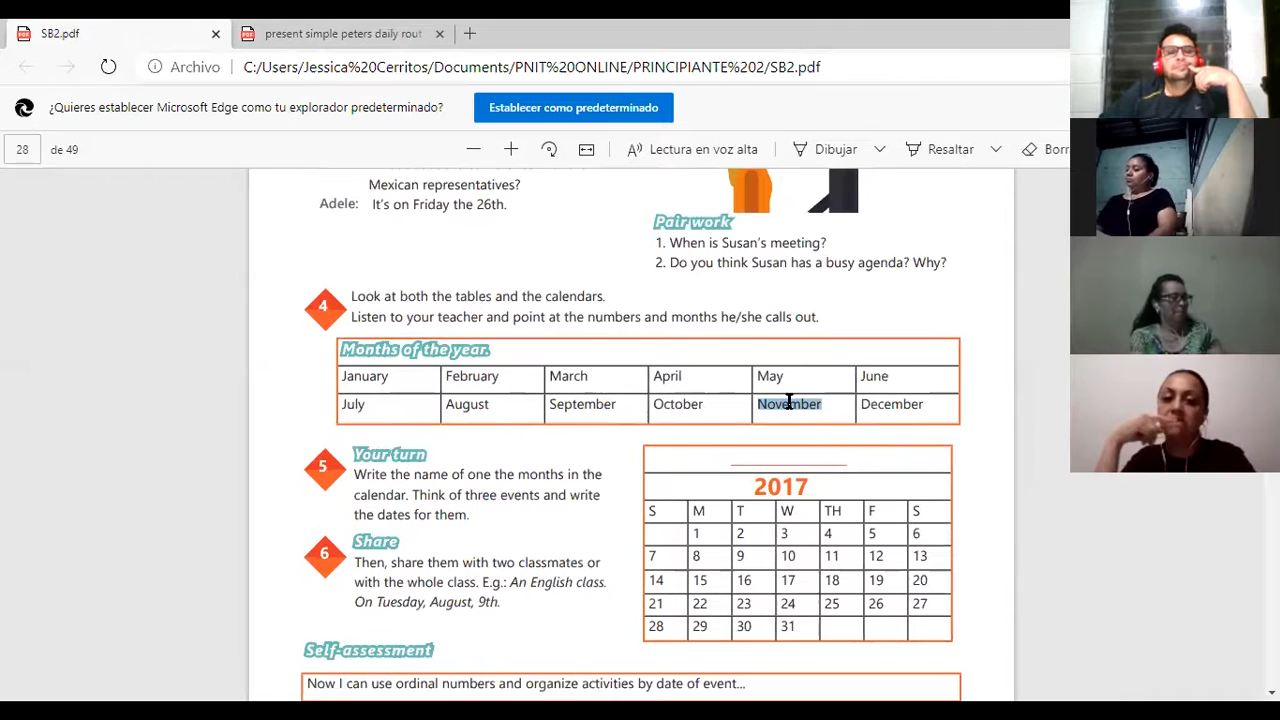 SB2.pdf
present simple peters daily rout
Archivo
C:/Users/Jessica%20Cerritos/Documents/PNIT%20ONLINE/PRINCIPIANTE%202/SB2.pdf
¿Quieres establecer Microsoft Edge como tu explorador predeterminado?
Establecer como predeterminado
28 de 49
Lectura en voz alta
Dibujar
Resaltar
Borr
Mexican representatives?
Adele: It's on Friday the 26th.
Pair work
1. When is Susan's meeting?
2. Do you think Susan has a busy agenda? Why?
4
Look at both the tables and the calendars.
Listen to your teacher and point at the numbers and months he/she calls out.
Months of the year.
January February March April May June
July August September October November December
5
Your turn
Write the name of one the months in the
calendar. Think of three events and write
the dates for them.
6
Share
Then, share them with two classmates or
with the whole class. E.g.: An English class.
On Tuesday, August, 9th.
2017
S M T W TH F S
1 2 3 4 5 6
7 8 9 10 11 12 13
14 15 16 17 18 19 20
21 22 23 24 25 26 27
28 29 30 31
Self-assessment
Now I can use ordinal numbers and organize activities by date of event...